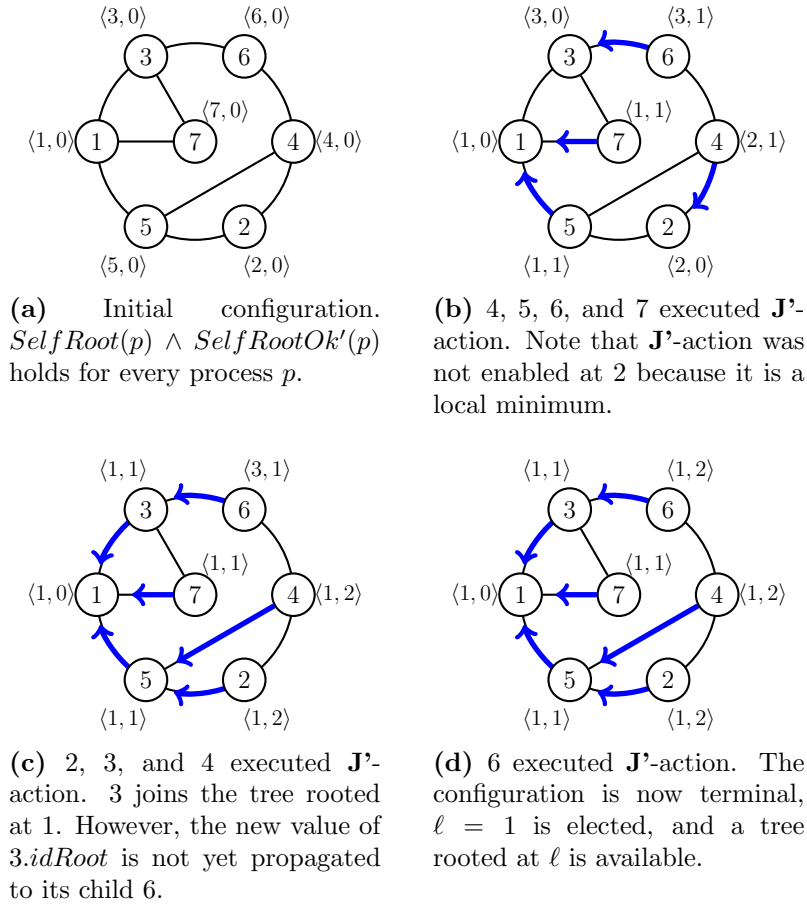 ⟨3, 0⟩ ⟨6, 0⟩
3 6
⟨7, 0⟩
⟨1, 0⟩ 1 7 4 ⟨4, 0⟩
5 2
⟨5, 0⟩ ⟨2, 0⟩
(a) Initial configuration.
SelfRoot(p) ∧ SelfRootOk′(p)
holds for every process p.
⟨3, 0⟩ ⟨3, 1⟩
3 6
⟨1, 1⟩
⟨1, 0⟩ 1 7 4 ⟨2, 1⟩
5 2
⟨1, 1⟩ ⟨2, 0⟩
(b) 4, 5, 6, and 7 executed J’-
action. Note that J’-action was
not enabled at 2 because it is a
local minimum.
⟨1, 1⟩ ⟨3, 1⟩
3 6
⟨1, 1⟩
⟨1, 0⟩ 1 7 4 ⟨1, 2⟩
5 2
⟨1, 1⟩ ⟨1, 2⟩
(c) 2, 3, and 4 executed J’-
action. 3 joins the tree rooted
at 1. However, the new value of
3.idRoot is not yet propagated
to its child 6.
⟨1, 1⟩ ⟨1, 2⟩
3 6
⟨1, 1⟩
⟨1, 0⟩ 1 7 4 ⟨1, 2⟩
5 2
⟨1, 1⟩ ⟨1, 2⟩
(d) 6 executed J’-action. The
configuration is now terminal,
ℓ = 1 is elected, and a tree
rooted at ℓ is available.